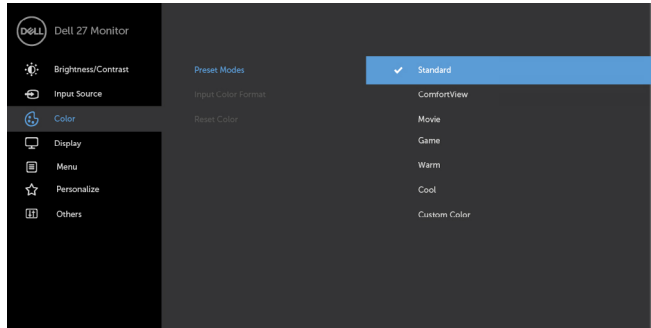 DELL Dell 27 Monitor
Brightness/Contrast Preset Modes Standard
Input Source Input Color Format ComfortView
Color Reset Color Movie
Display Game
Menu Warm
Personalize Cool
Others Custom Color